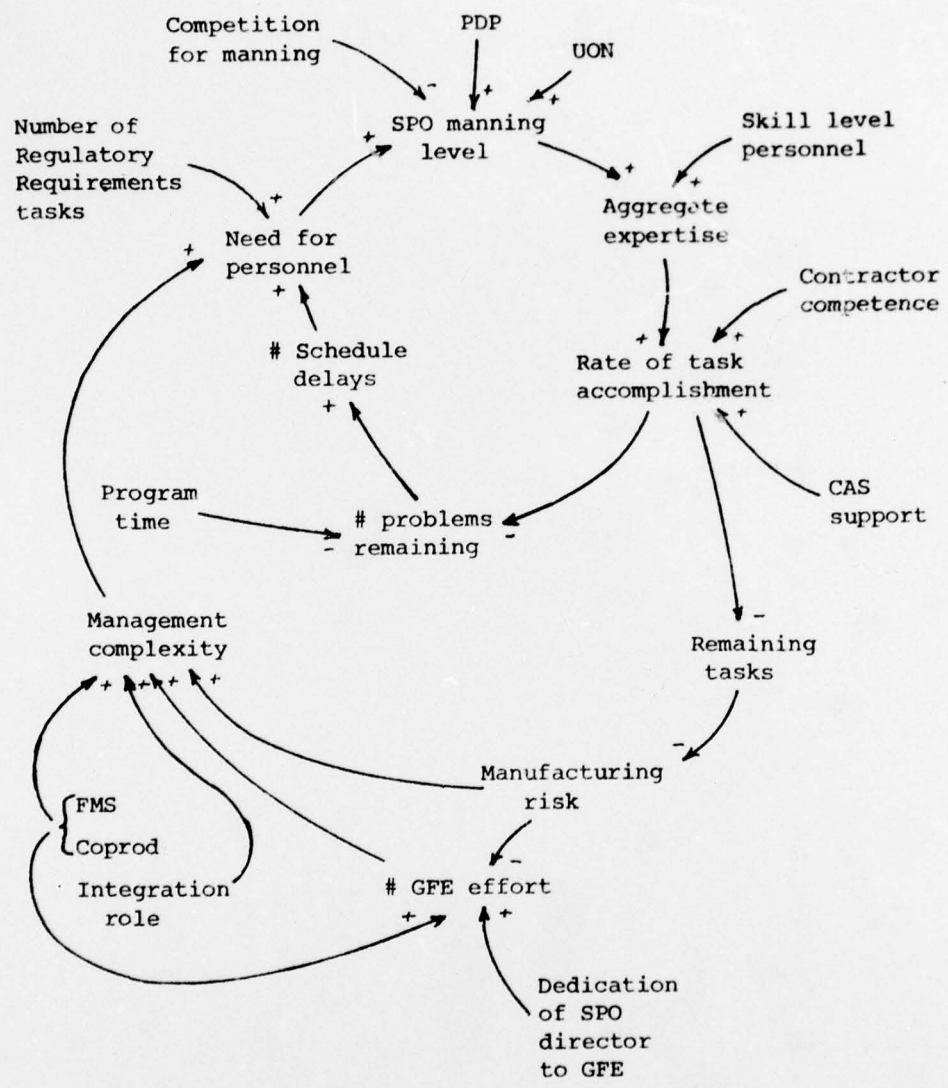 Competition
for manning
PDP
UON
-
+
+
SPO manning
level
+
Number of
Regulatory
Requirements
tasks
+
Skill level
personnel
+
+
Aggregate
expertise
+
Need for
personnel
+
Contractor
competence
# Schedule
delays
+
+
+
Rate of task
accomplishment
+
Program
time
-
# problems
remaining
-
CAS
support
Management
complexity
+ + + +
-
Remaining
tasks
-
Manufacturing
risk
FMS
Coprod
Integration
role
-
# GFE effort
+
+
Dedication
of SPO
director
to GFE